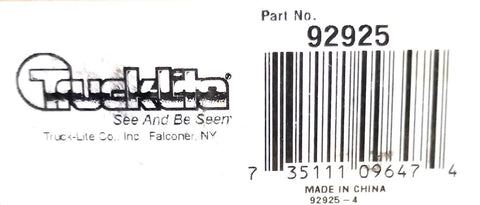 Truck-Lite®
See And Be Seen
Truck-Lite Co., Inc. Falconer, NY
Part No.
92925
7 35111 09647 4
MADE IN CHINA
92925-4